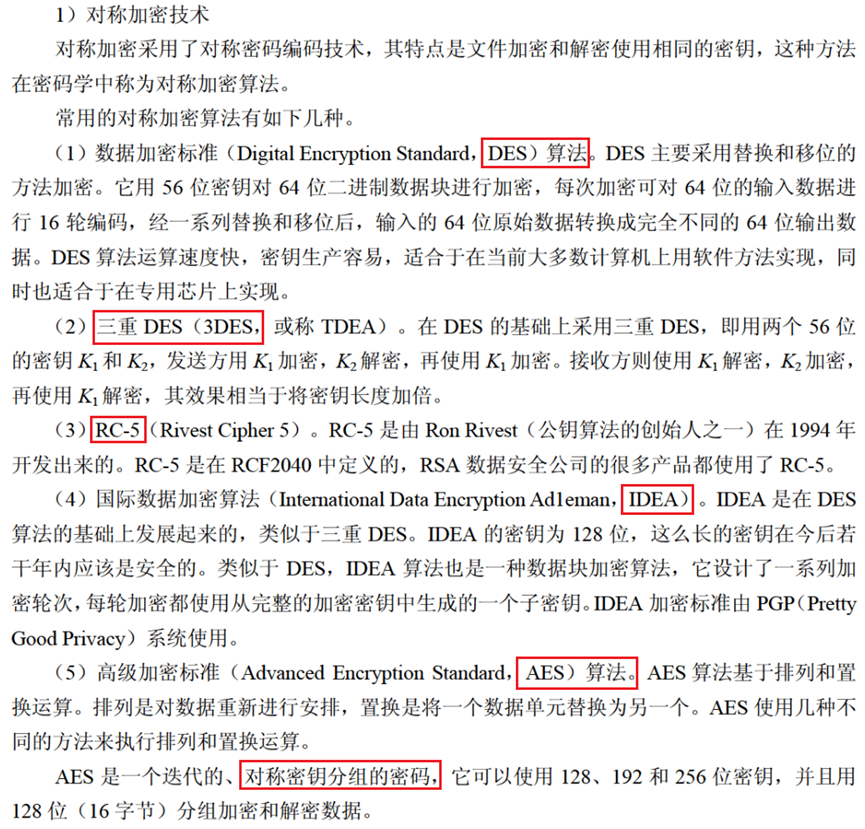 1）对称加密技术
对称加密采用了对称密码编码技术，其特点是文件加密和解密使用相同的密钥，这种方法
在密码学中称为对称加密算法。
常用的对称加密算法有如下几种。
（1）数据加密标准（Digital Encryption Standard，DES）算法。DES 主要采用替换和移位的
方法加密。它用 56 位密钥对 64 位二进制数据块进行加密，每次加密可对 64 位的输入数据进
行 16 轮编码，经一系列替换和移位后，输入的 64 位原始数据转换成完全不同的 64 位输出数
据。DES 算法运算速度快，密钥生产容易，适合于在当前大多数计算机上用软件方法实现，同
时也适合于在专用芯片上实现。
（2）三重 DES（3DES，或称 TDEA）。在 DES 的基础上采用三重 DES，即用两个 56 位
的密钥 K1 和 K2，发送方用 K1 加密，K2 解密，再使用 K1 加密。接收方则使用 K1 解密，K2 加密，
再使用 K1 解密，其效果相当于将密钥长度加倍。
（3）RC-5（Rivest Cipher 5）。RC-5 是由 Ron Rivest（公钥算法的创始人之一）在 1994 年
开发出来的。RC-5 是在 RCF2040 中定义的，RSA 数据安全公司的很多产品都使用了 RC-5。
（4）国际数据加密算法（International Data Encryption Ad1eman，IDEA）。IDEA 是在 DES
算法的基础上发展起来的，类似于三重 DES。IDEA 的密钥为 128 位，这么长的密钥在今后若
干年内应该是安全的。类似于 DES，IDEA 算法也是一种数据块加密算法，它设计了一系列加
密轮次，每轮加密都使用从完整的加密密钥中生成的一个子密钥。IDEA 加密标准由 PGP（Pretty
Good Privacy）系统使用。
（5）高级加密标准（Advanced Encryption Standard，AES）算法。AES 算法基于排列和置
换运算。排列是对数据重新进行安排，置换是将一个数据单元替换为另一个。AES 使用几种不
同的方法来执行排列和置换运算。
AES 是一个迭代的、对称密钥分组的密码，它可以使用 128、192 和 256 位密钥，并且用
128 位（16 字节）分组加密和解密数据。